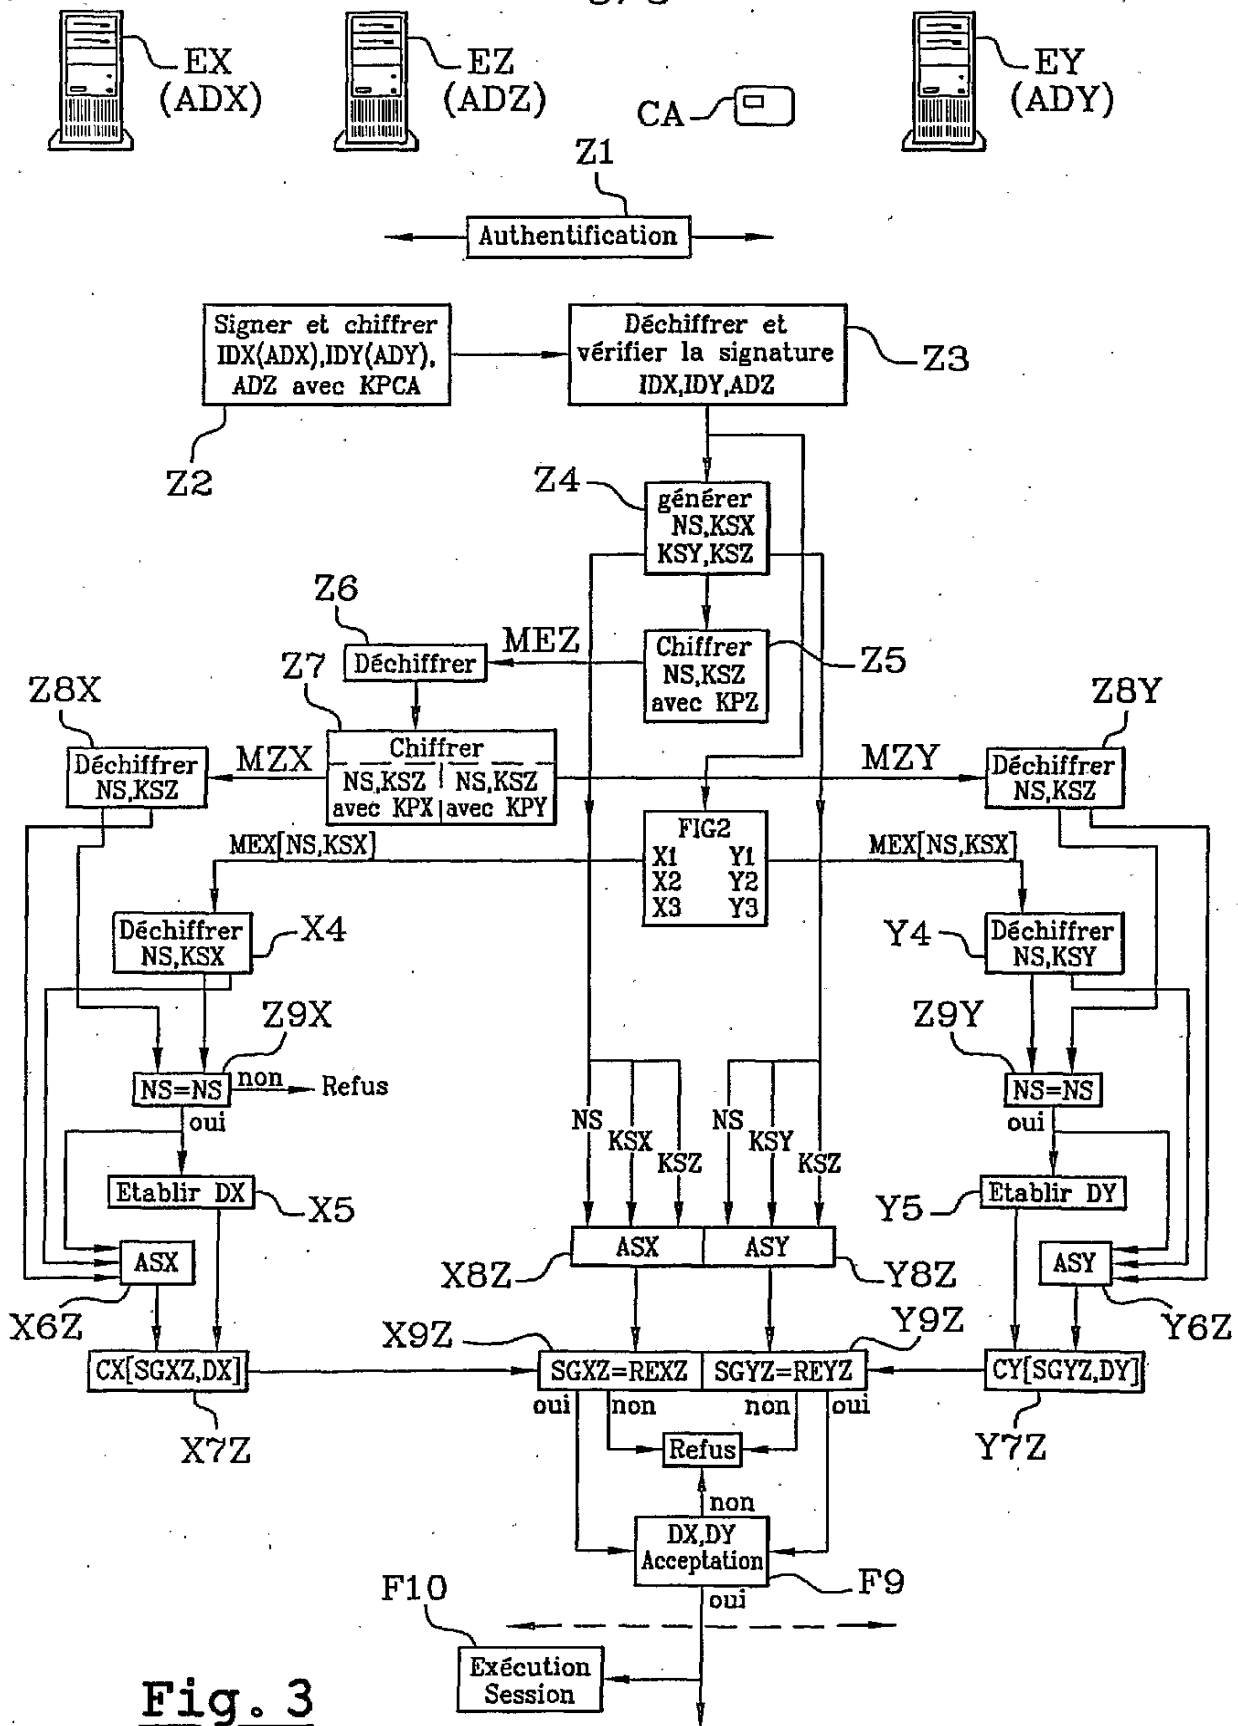 EX
(ADX)
EZ
(ADZ)
CA
EY
(ADY)
Z1
Authentification
Signer et chiffrer
IDX(ADX),IDY(ADY),
ADZ avec KPCA
Z2
Déchiffrer et
vérifier la signature
IDX,IDY,ADZ
Z3
Z4
générer
NS,KSX
KSY,KSZ
Z6
Déchiffrer
MEZ
Chiffrer
NS,KSZ
avec KPZ
Z5
Z7
Chiffrer
NS,KSZ NS,KSZ
avec KPX avec KPY
Z8X
Déchiffrer
NS,KSZ
MZX
MZY
Z8Y
Déchiffrer
NS,KSZ
FIG2
X1 Y1
X2 Y2
X3 Y3
MEX[NS,KSX]
MEX[NS,KSX]
Déchiffrer
NS,KSX
X4
Y4
Déchiffrer
NS,KSY
Z9X
NS=NS
non
Refus
oui
Z9Y
NS=NS
oui
NS
KSX
KSZ
NS
KSY
KSZ
Etablir DX
X5
Y5
Etablir DY
ASX
X6Z
X8Z
ASX
ASY
Y8Z
ASY
Y6Z
X9Z
Y9Z
CX[SGXZ,DX]
X7Z
SGXZ=REXZ
SGYZ=REYZ
CY[SGYZ,DY]
Y7Z
oui
non
non
oui
Refus
non
DX,DY
Acceptation
F9
oui
F10
Exécution
Session
Fig. 3